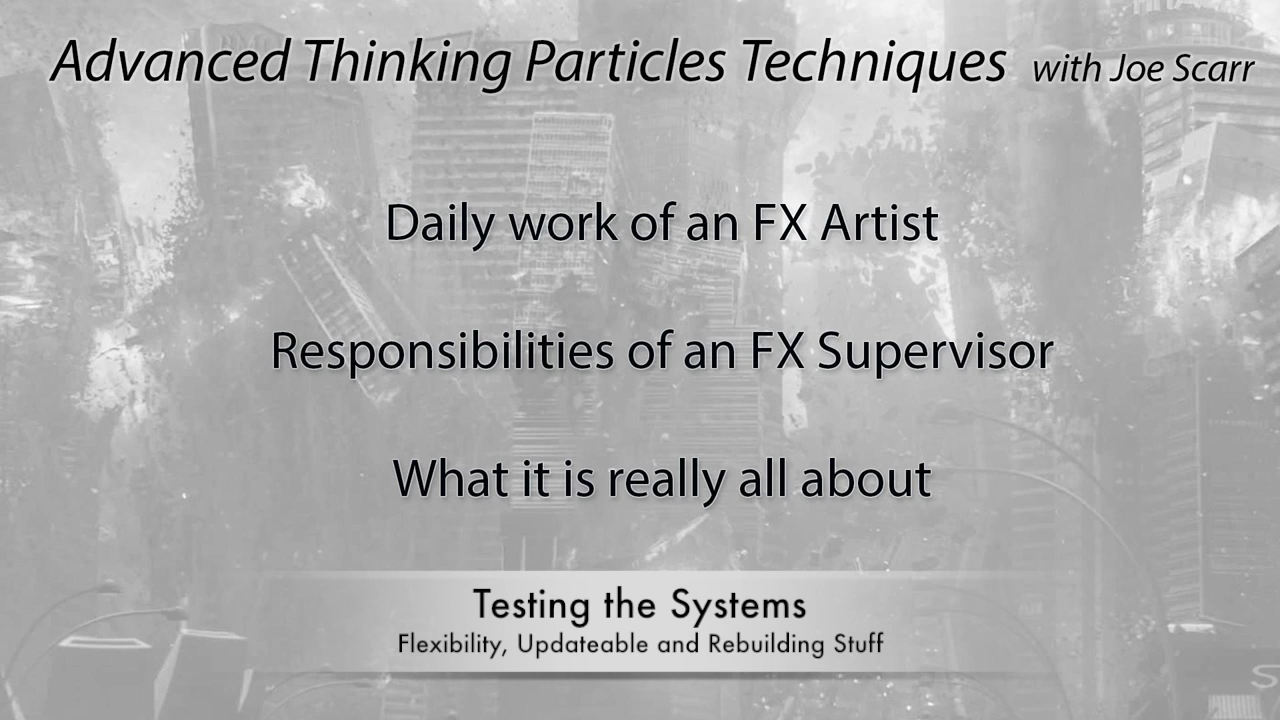 Advanced Thinking Particles Techniques with Joe Scarr
Daily work of an FX Artist
Responsibilities of an FX Supervisor
What it is really all about
Testing the Systems
Flexibility, Updateable and Rebuilding Stuff